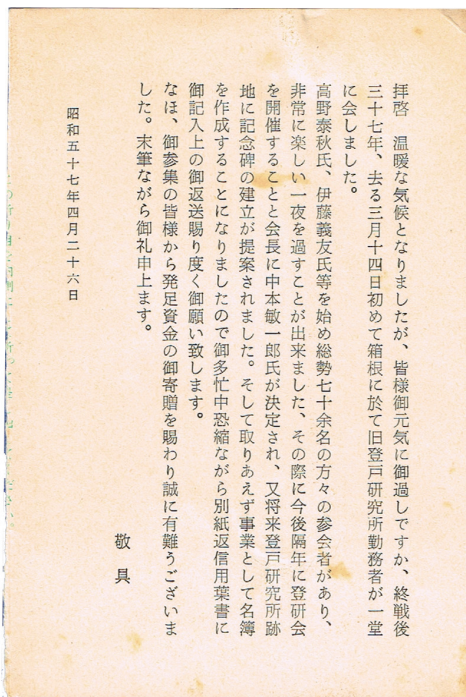 拝啓　温暖な気候となりましたが、皆様御元気に御過しですか、終戦後
三十七年、去る三月十四日初めて箱根に於て旧登戸研究所勤務者が一堂
に会しました。
高野泰秋氏、伊藤義友氏等を始め総勢七十余名の方々の参会者があり、
非常に楽しい一夜を過すことが出来ました、その際に今後隔年に登研会
を開催することと会長に中本敏一郎氏が決定され、又将来登戸研究所跡
地に記念碑の建立が提案されました。そして取りあえず事業として名簿
を作成することになりましたので御多忙中恐縮ながら別紙返信用葉書に
御記入上の御返送賜り度く御願い致します。
なほ、御参集の皆様から発足資金の御寄贈を賜わり誠に有難うございま
した。末筆ながら御礼申上ます。
敬具
昭和五十七年四月二十六日